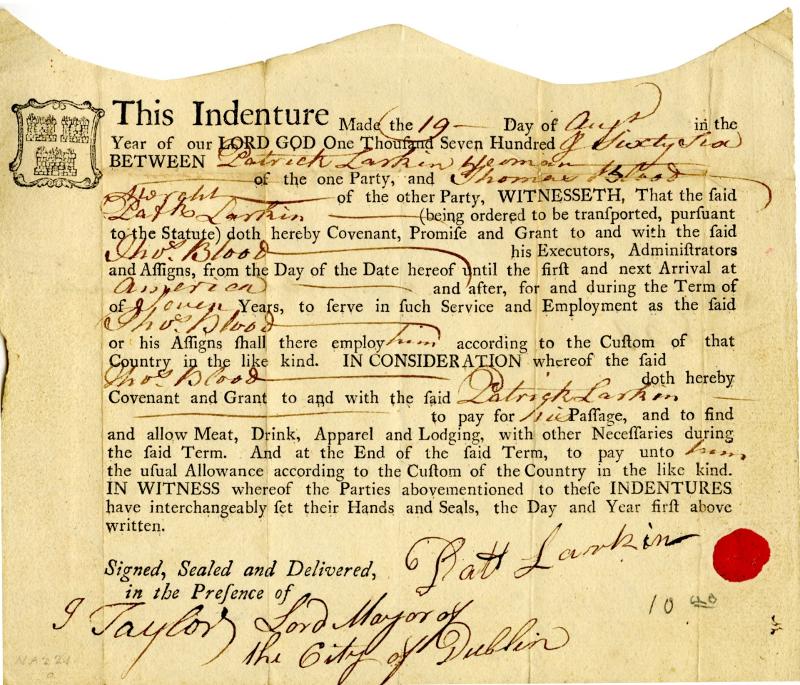 This Indenture Made the 19 Day of Augt in the
Year of our LORD GOD One Thouſand Seven Hundred & Sixty Six
BETWEEN Patrick Larkin Yeoman
of the one Party, and Thomas Blood
of the other Party, WITNESSETH, That the ſaid
Patk Larkin (being ordered to be tranſported, purſuant
to the Statute) doth hereby Covenant, Promiſe and Grant to and with the ſaid
Thos. Blood his Executors, Adminiſtrators
and Aſſigns, from the Day of the Date hereof until the firſt and next Arrival at
America and after, for and during the Term of
of Seven Years, to ſerve in ſuch Service and Employment as the ſaid
Thos. Blood
or his Aſſigns ſhall there employ him according to the Cuſtom of that
Country in the like kind. IN CONSIDERATION whereof the ſaid
Thos. Blood doth hereby
Covenant and Grant to and with the ſaid Patrick Larkin
to pay for his Paſſage, and to find
and allow Meat, Drink, Apparel and Lodging, with other Neceſſaries during
the ſaid Term. And at the End of the ſaid Term, to pay unto him
the uſual Allowance according to the Cuſtom of the Country in the like kind.
IN WITNESS whereof the Parties abovementioned to theſe INDENTURES
have interchangeably ſet their Hands and Seals, the Day and Year firſt above
written.
Signed, Sealed and Delivered, Patt Larkin
in the Preſence of
J Taylor Lord Mayor of
the City of Dublin
10